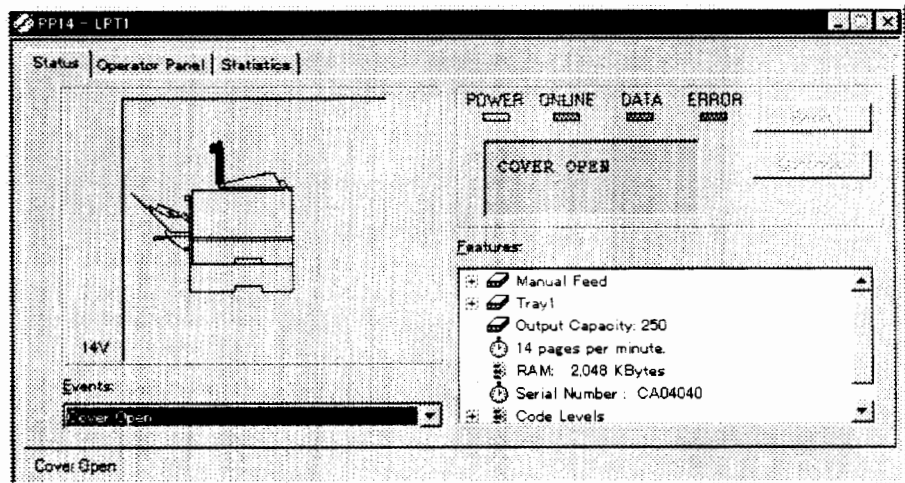 PP14 - LPT1
Status
Operator Panel
Statistics
POWER ONLINE DATA ERROR
COVER OPEN
14V
Features:
Manual Feed
Tray1
Output Capacity: 250
14 pages per minute.
RAM: 2,048 KBytes
Serial Number : CA04040
Code Levels
Events:
Cover Open
Cover Open